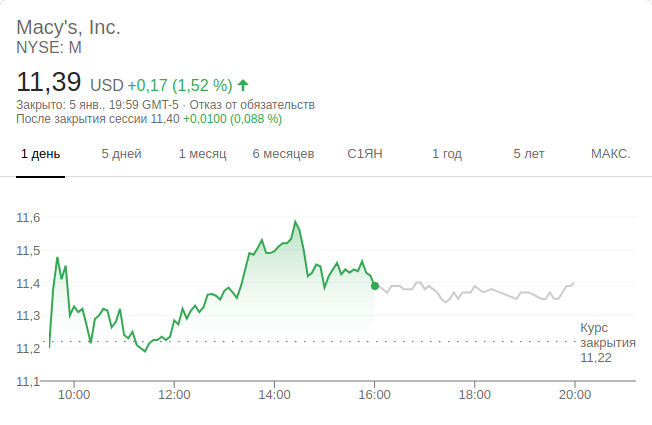 Macy's, Inc.
NYSE: M
11,39 USD +0,17 (1,52 %)
Закрыто: 5 янв., 19:59 GMT-5 · Отказ от обязательств
После закрытия сессии 11,40 +0,0100 (0,088 %)
1 день 5 дней 1 месяц 6 месяцев С1ЯН 1 год 5 лет МАКС.
11,6
11,5
11,4
11,3
11,2
11,1
Курс
закрытия
11,22
10:00 12:00 14:00 16:00 18:00 20:00